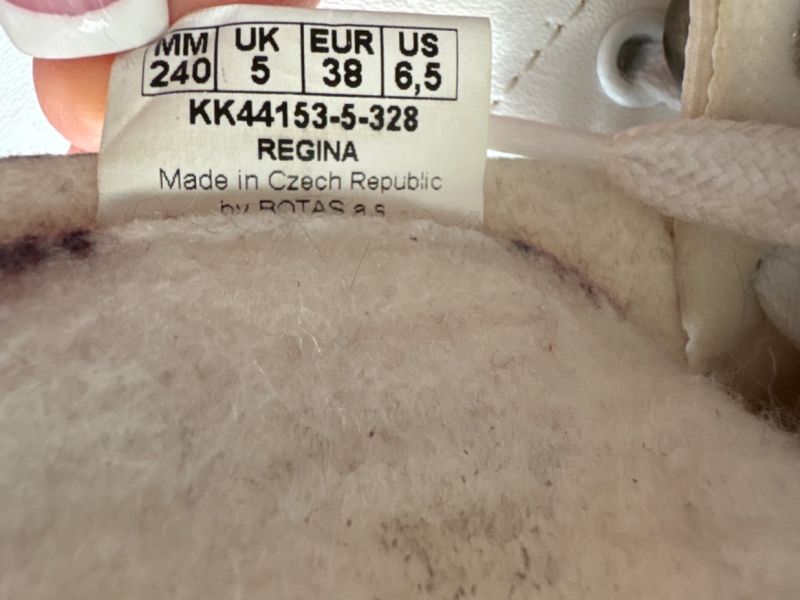 MM UK EUR US
240 5 38 6,5
KK44153-5-328
REGINA
Made in Czech Republic
by BOTAS a.s.